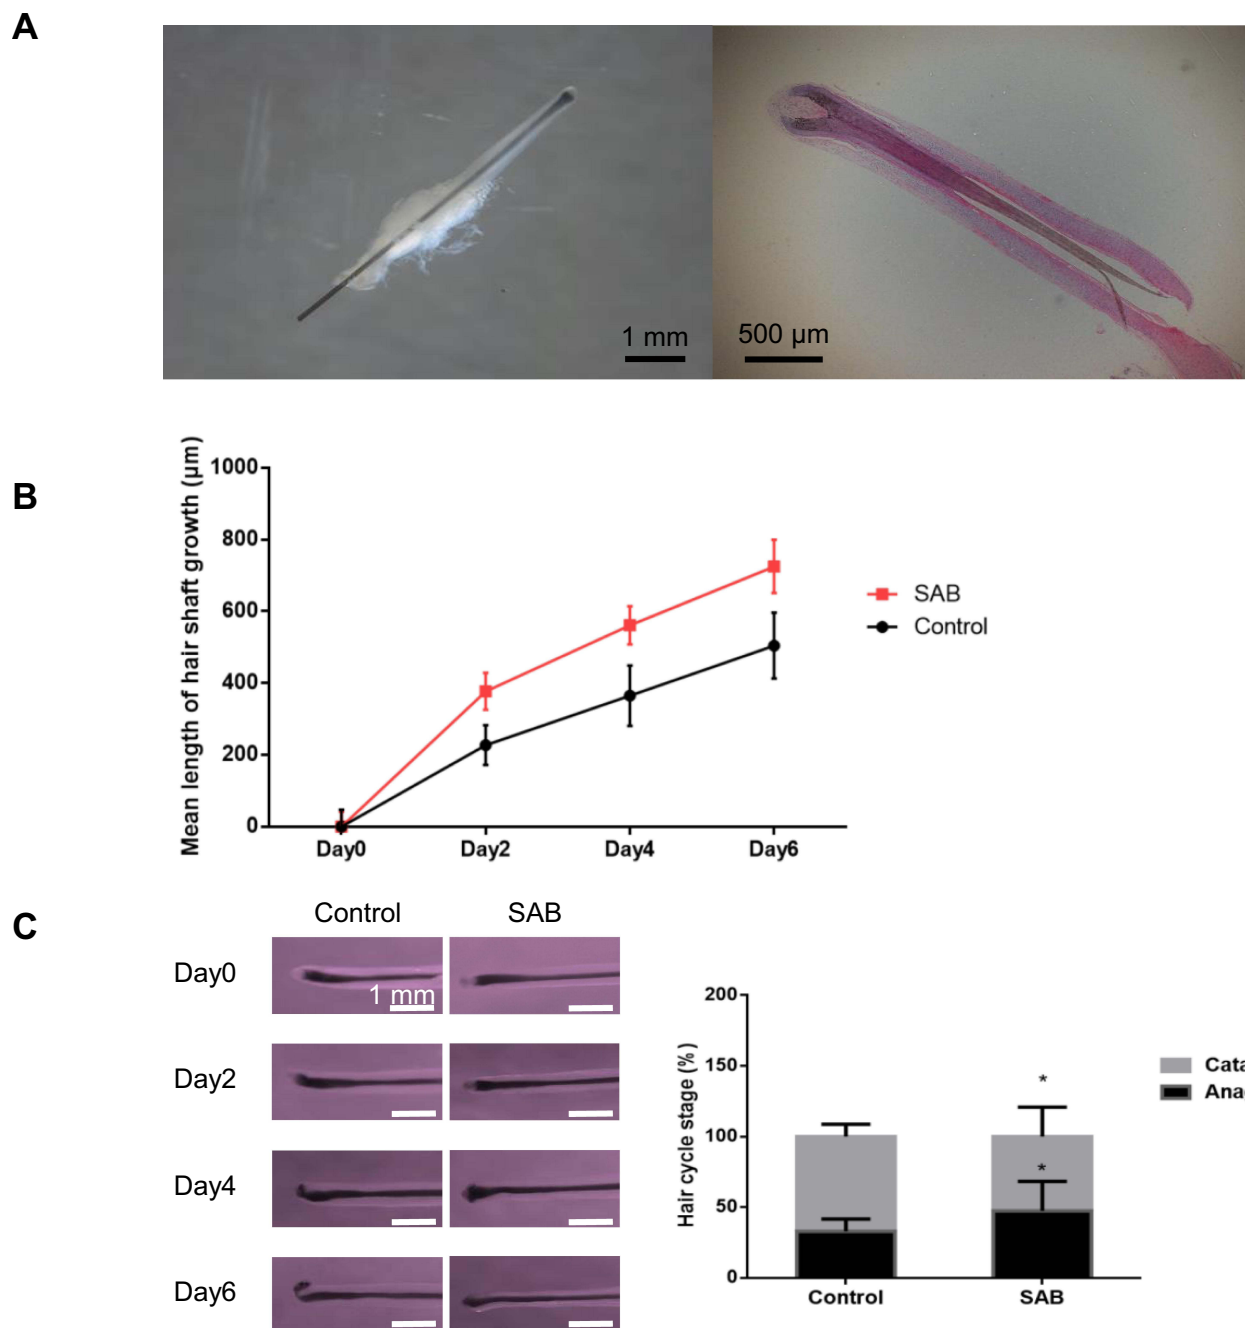 A
1 mm
500 µm
B
Mean length of hair shaft growth (µm)
1000
800
600
400
200
0
Day0 Day2 Day4 Day6
SAB
Control
C
Control SAB
Day0
1 mm
Day2
Day4
Day6
Hair cycle stage (%)
200
150
100
50
0
*
*
Control SAB
Cata
Ana